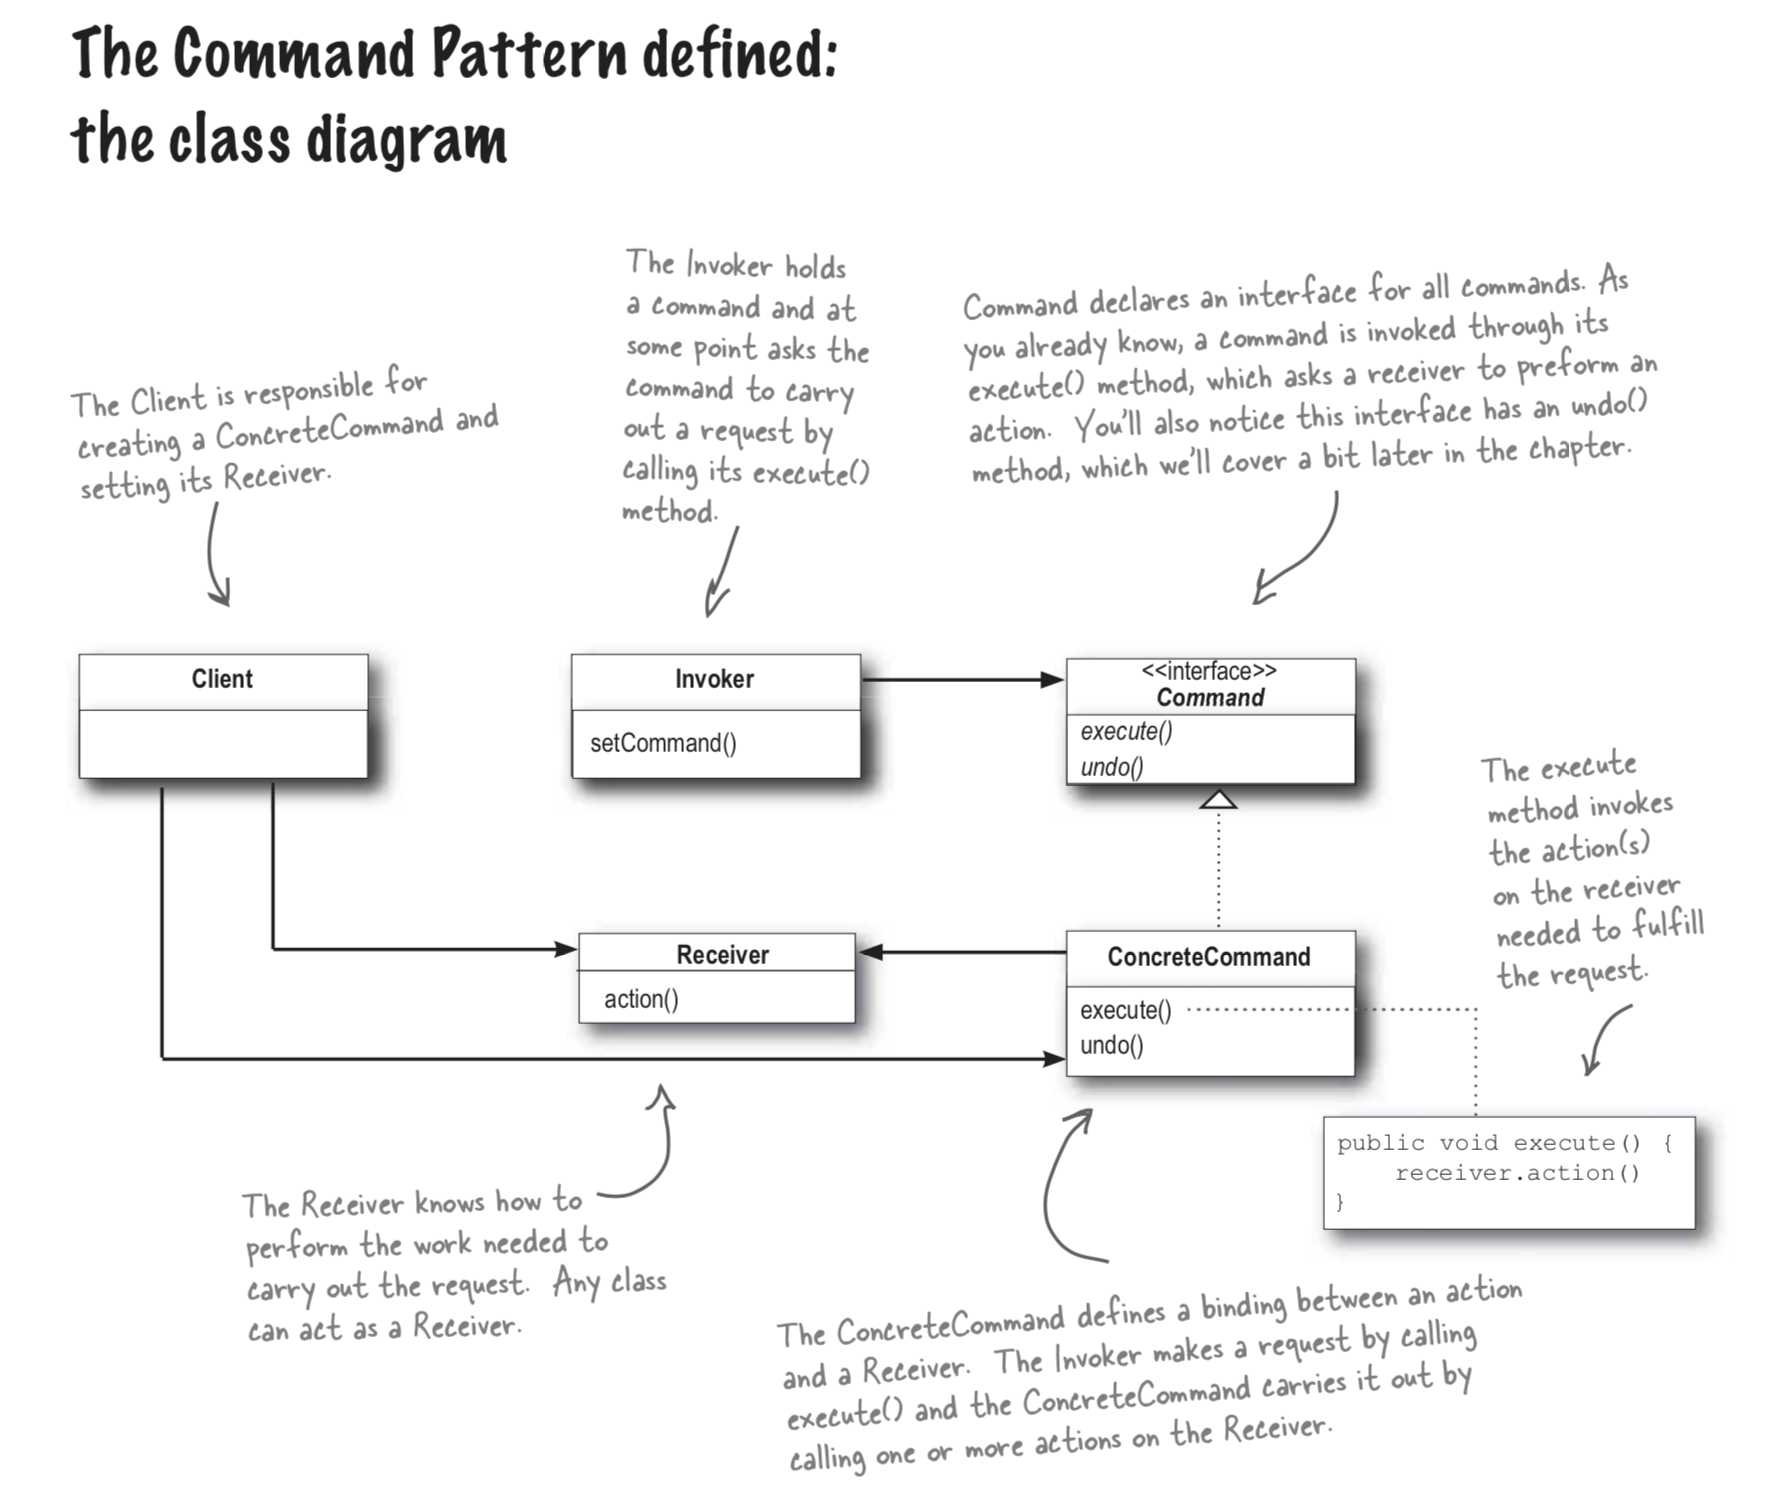 The Command Pattern defined:
the class diagram
The Client is responsible for
creating a ConcreteCommand and
setting its Receiver.
The Invoker holds
a command and at
some point asks the
command to carry
out a request by
calling its execute()
method.
Command declares an interface for all commands. As
you already know, a command is invoked through its
execute() method, which asks a receiver to preform an
action. You'll also notice this interface has an undo()
method, which we'll cover a bit later in the chapter.
Client
Invoker
setCommand()
<<interface>>
Command
execute()
undo()
The execute
method invokes
the action(s)
on the receiver
needed to fulfill
the request.
Receiver
action()
ConcreteCommand
execute()
undo()
public void execute() {
receiver.action()
}
The Receiver knows how to
perform the work needed to
carry out the request. Any class
can act as a Receiver.
The ConcreteCommand defines a binding between an action
and a Receiver. The Invoker makes a request by calling
execute() and the ConcreteCommand carries it out by
calling one or more actions on the Receiver.